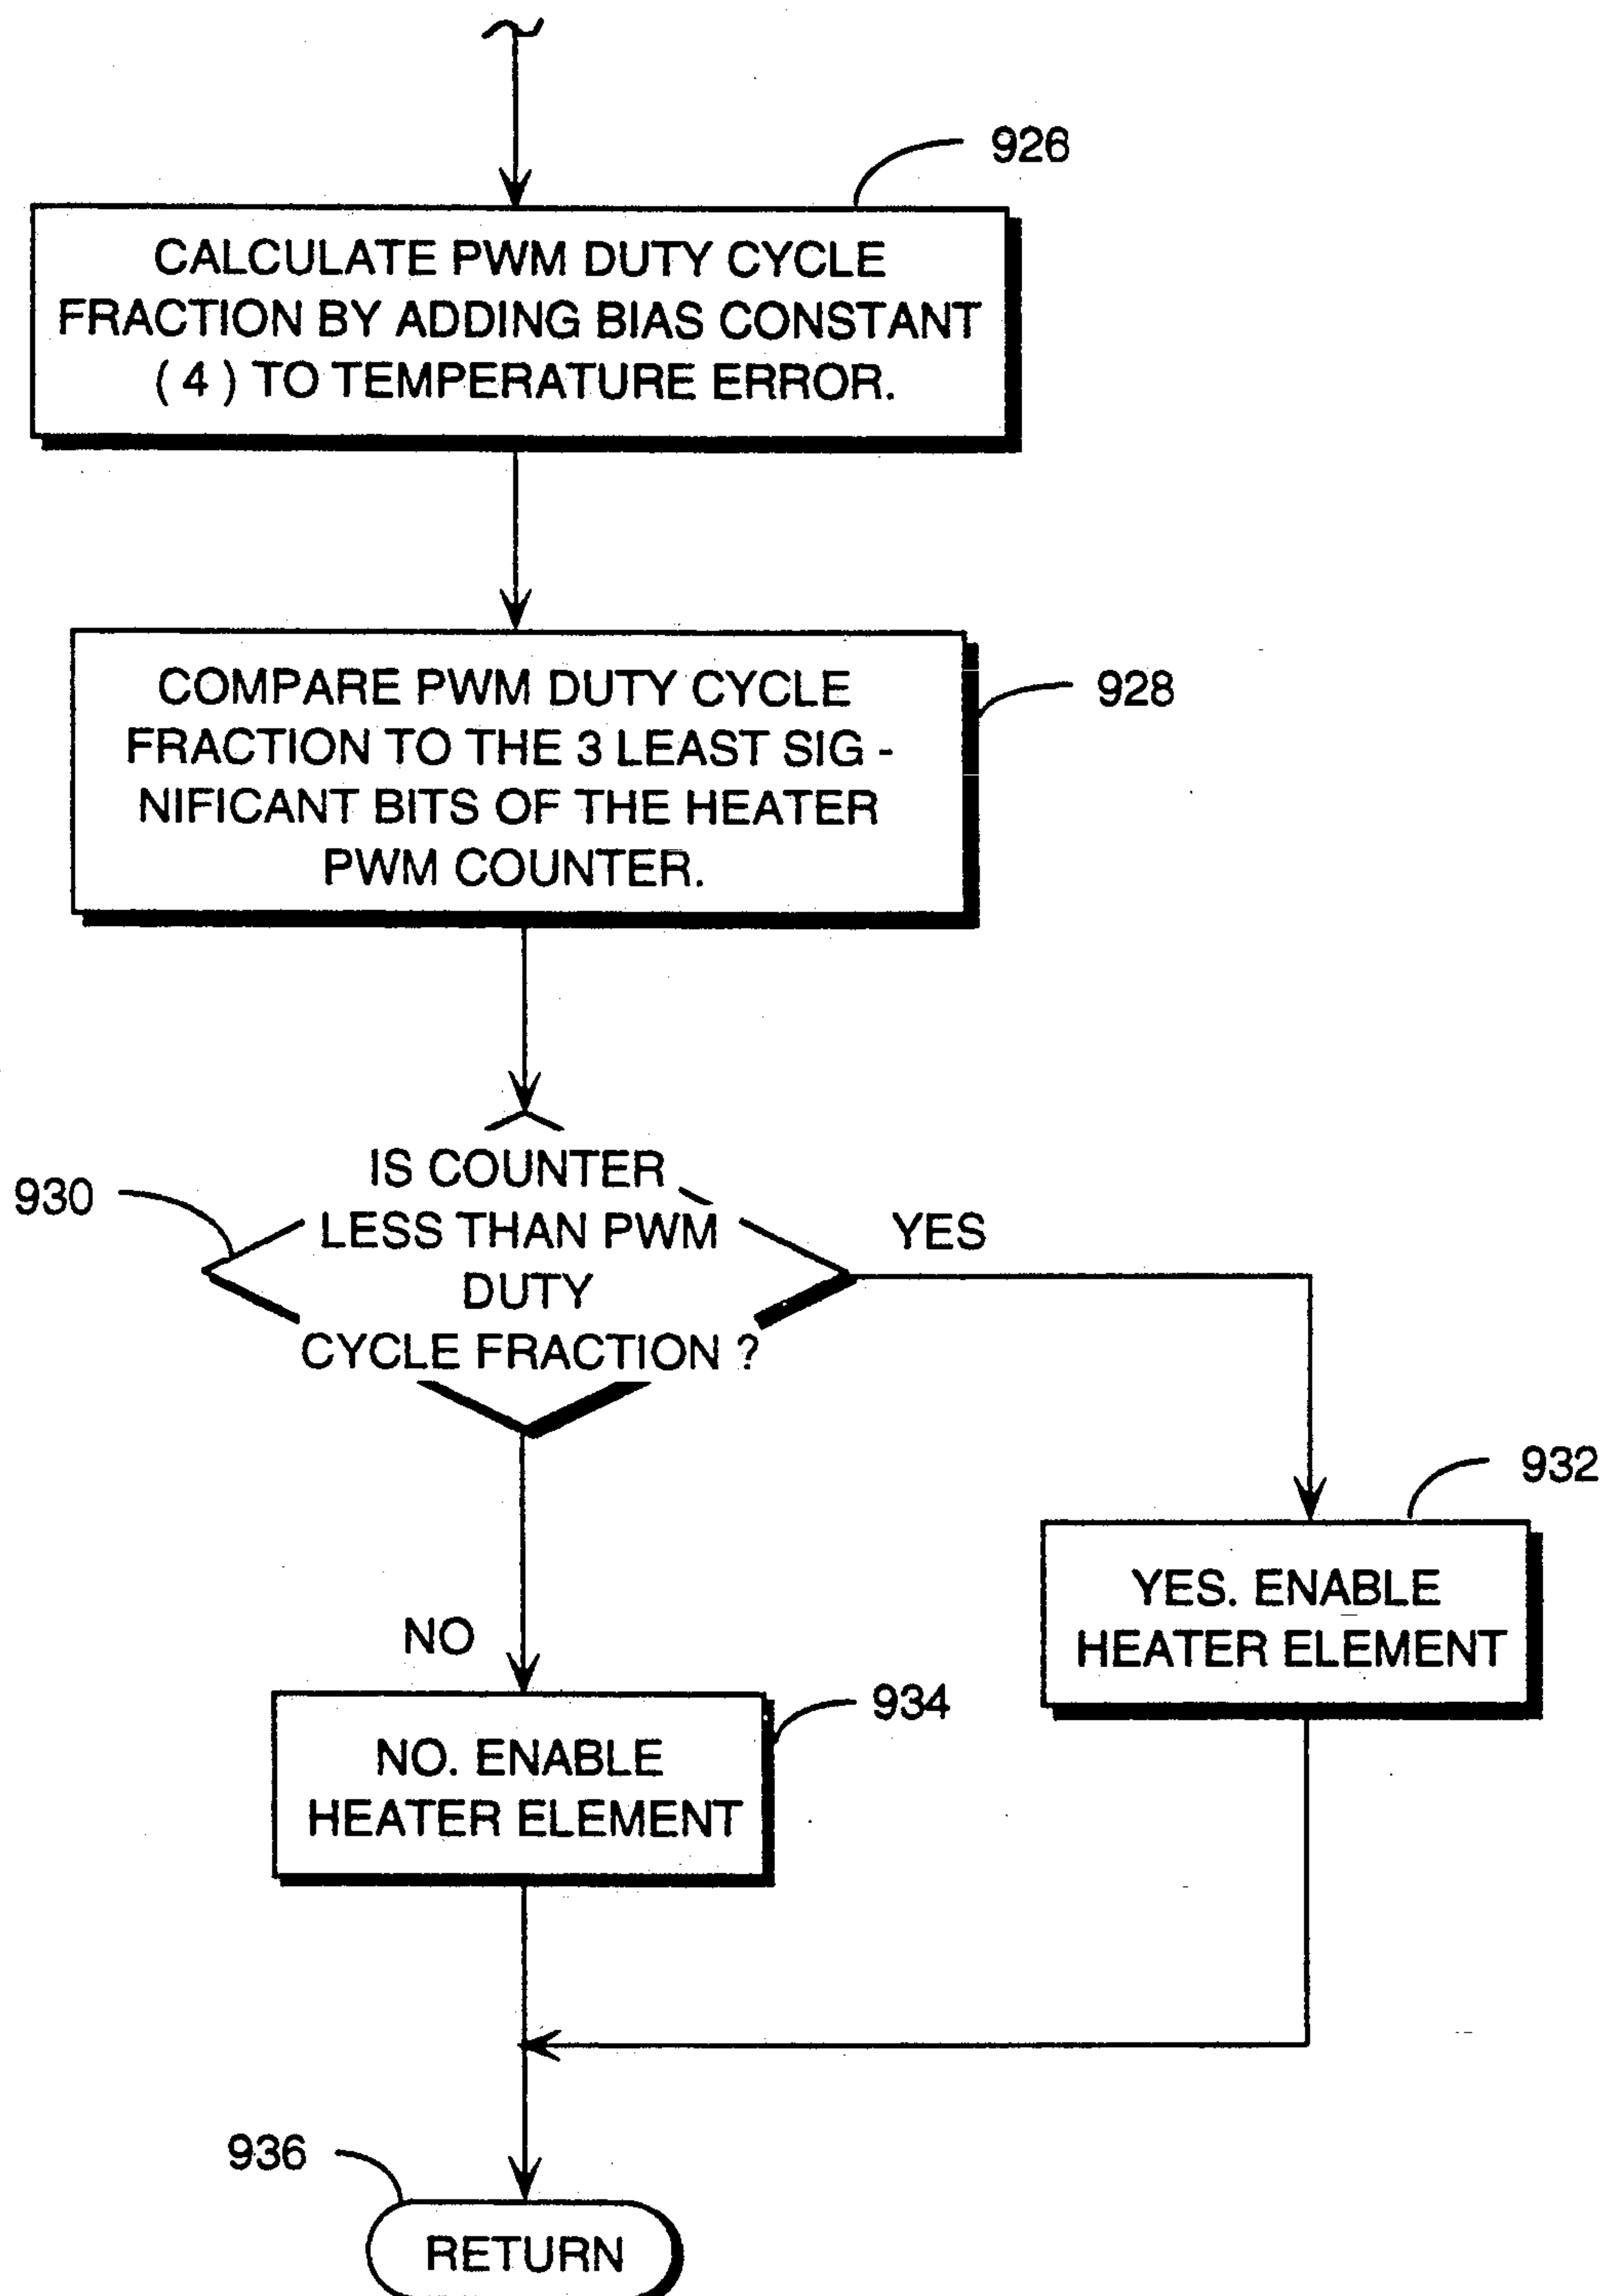 926
CALCULATE PWM DUTY CYCLE
FRACTION BY ADDING BIAS CONSTANT
( 4 ) TO TEMPERATURE ERROR.
928
COMPARE PWM DUTY CYCLE
FRACTION TO THE 3 LEAST SIG -
NIFICANT BITS OF THE HEATER
PWM COUNTER.
930
IS COUNTER
LESS THAN PWM
DUTY
CYCLE FRACTION ?
YES
932
YES. ENABLE
HEATER ELEMENT
NO
934
NO. ENABLE
HEATER ELEMENT
936
RETURN